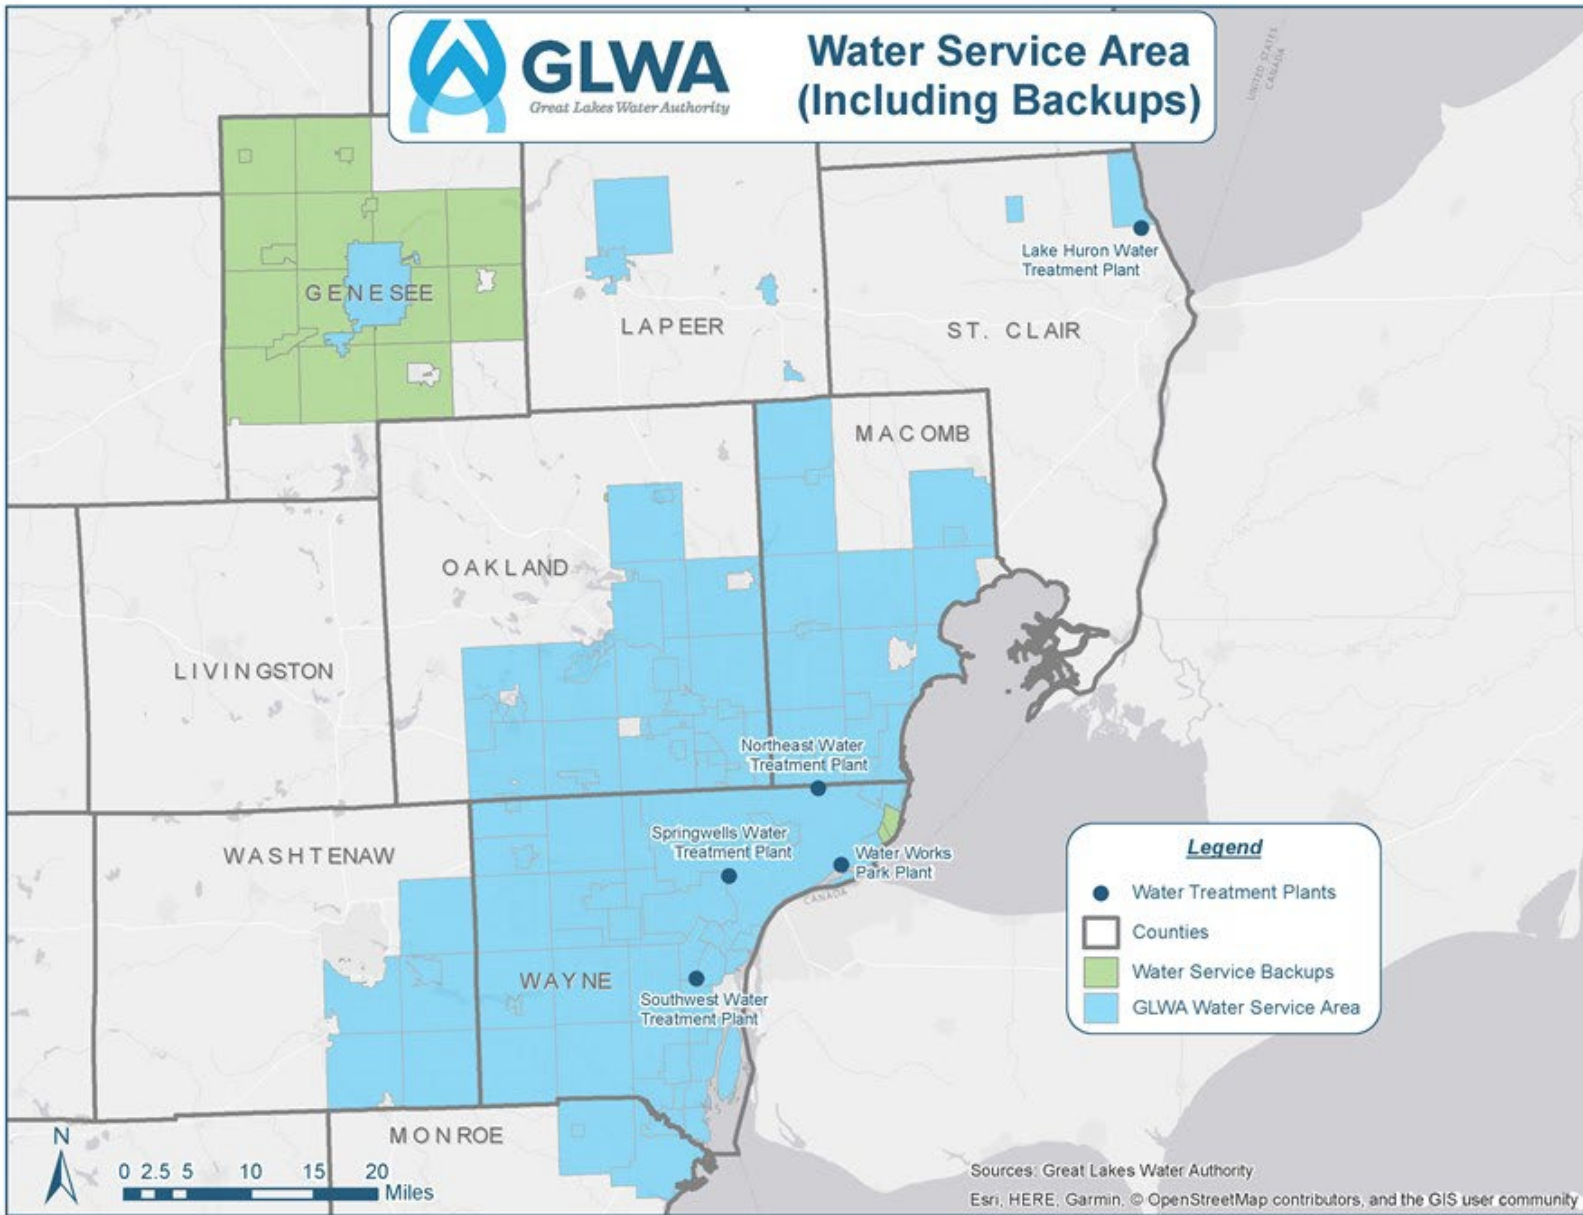 GLWA
Great Lakes Water Authority
Water Service Area
(Including Backups)
UNITED STATES
CANADA
Lake Huron Water
Treatment Plant
GENESEE
LAPEER
ST. CLAIR
MACOMB
OAKLAND
LIVINGSTON
Northeast Water
Treatment Plant
Springwells Water
Treatment Plant
WASHTENAW
Water Works
Park Plant
CANADA
WAYNE
Southwest Water
Treatment Plant
MONROE
Legend
Water Treatment Plants
Counties
Water Service Backups
GLWA Water Service Area
N
0 2.5 5 10 15 20
Miles
Sources: Great Lakes Water Authority
Esri, HERE, Garmin, © OpenStreetMap contributors, and the GIS user community